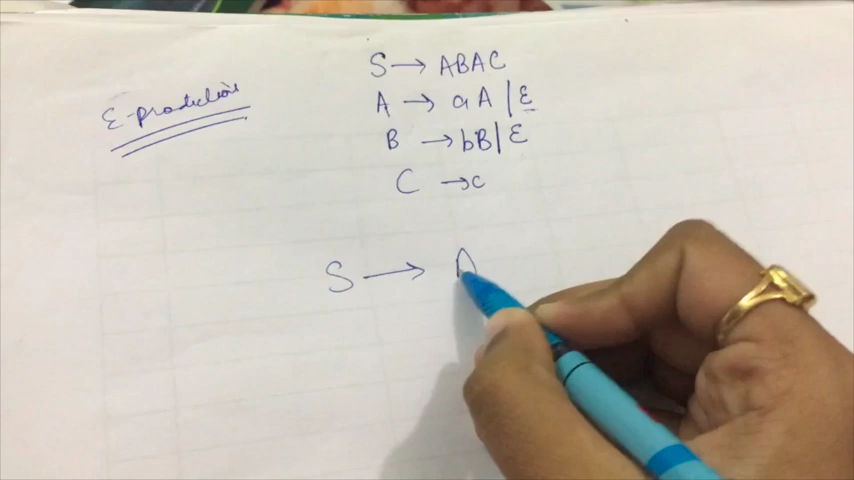 ε-production
S → ABAC
A → aA | ε
B → bB | ε
C → c
S → A